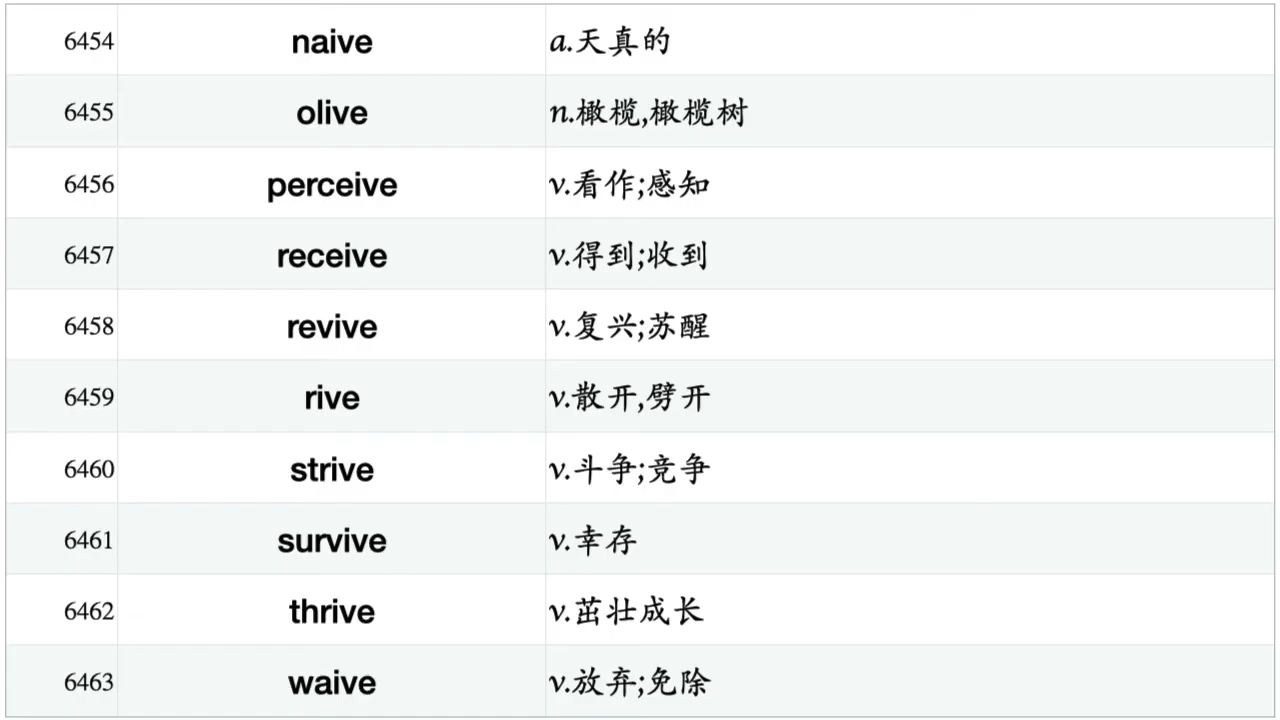 6454 naive a.天真的
6455 olive n.橄榄,橄榄树
6456 perceive v.看作;感知
6457 receive v.得到;收到
6458 revive v.复兴;苏醒
6459 rive v.散开,劈开
6460 strive v.斗争;竞争
6461 survive v.幸存
6462 thrive v.茁壮成长
6463 waive v.放弃;免除